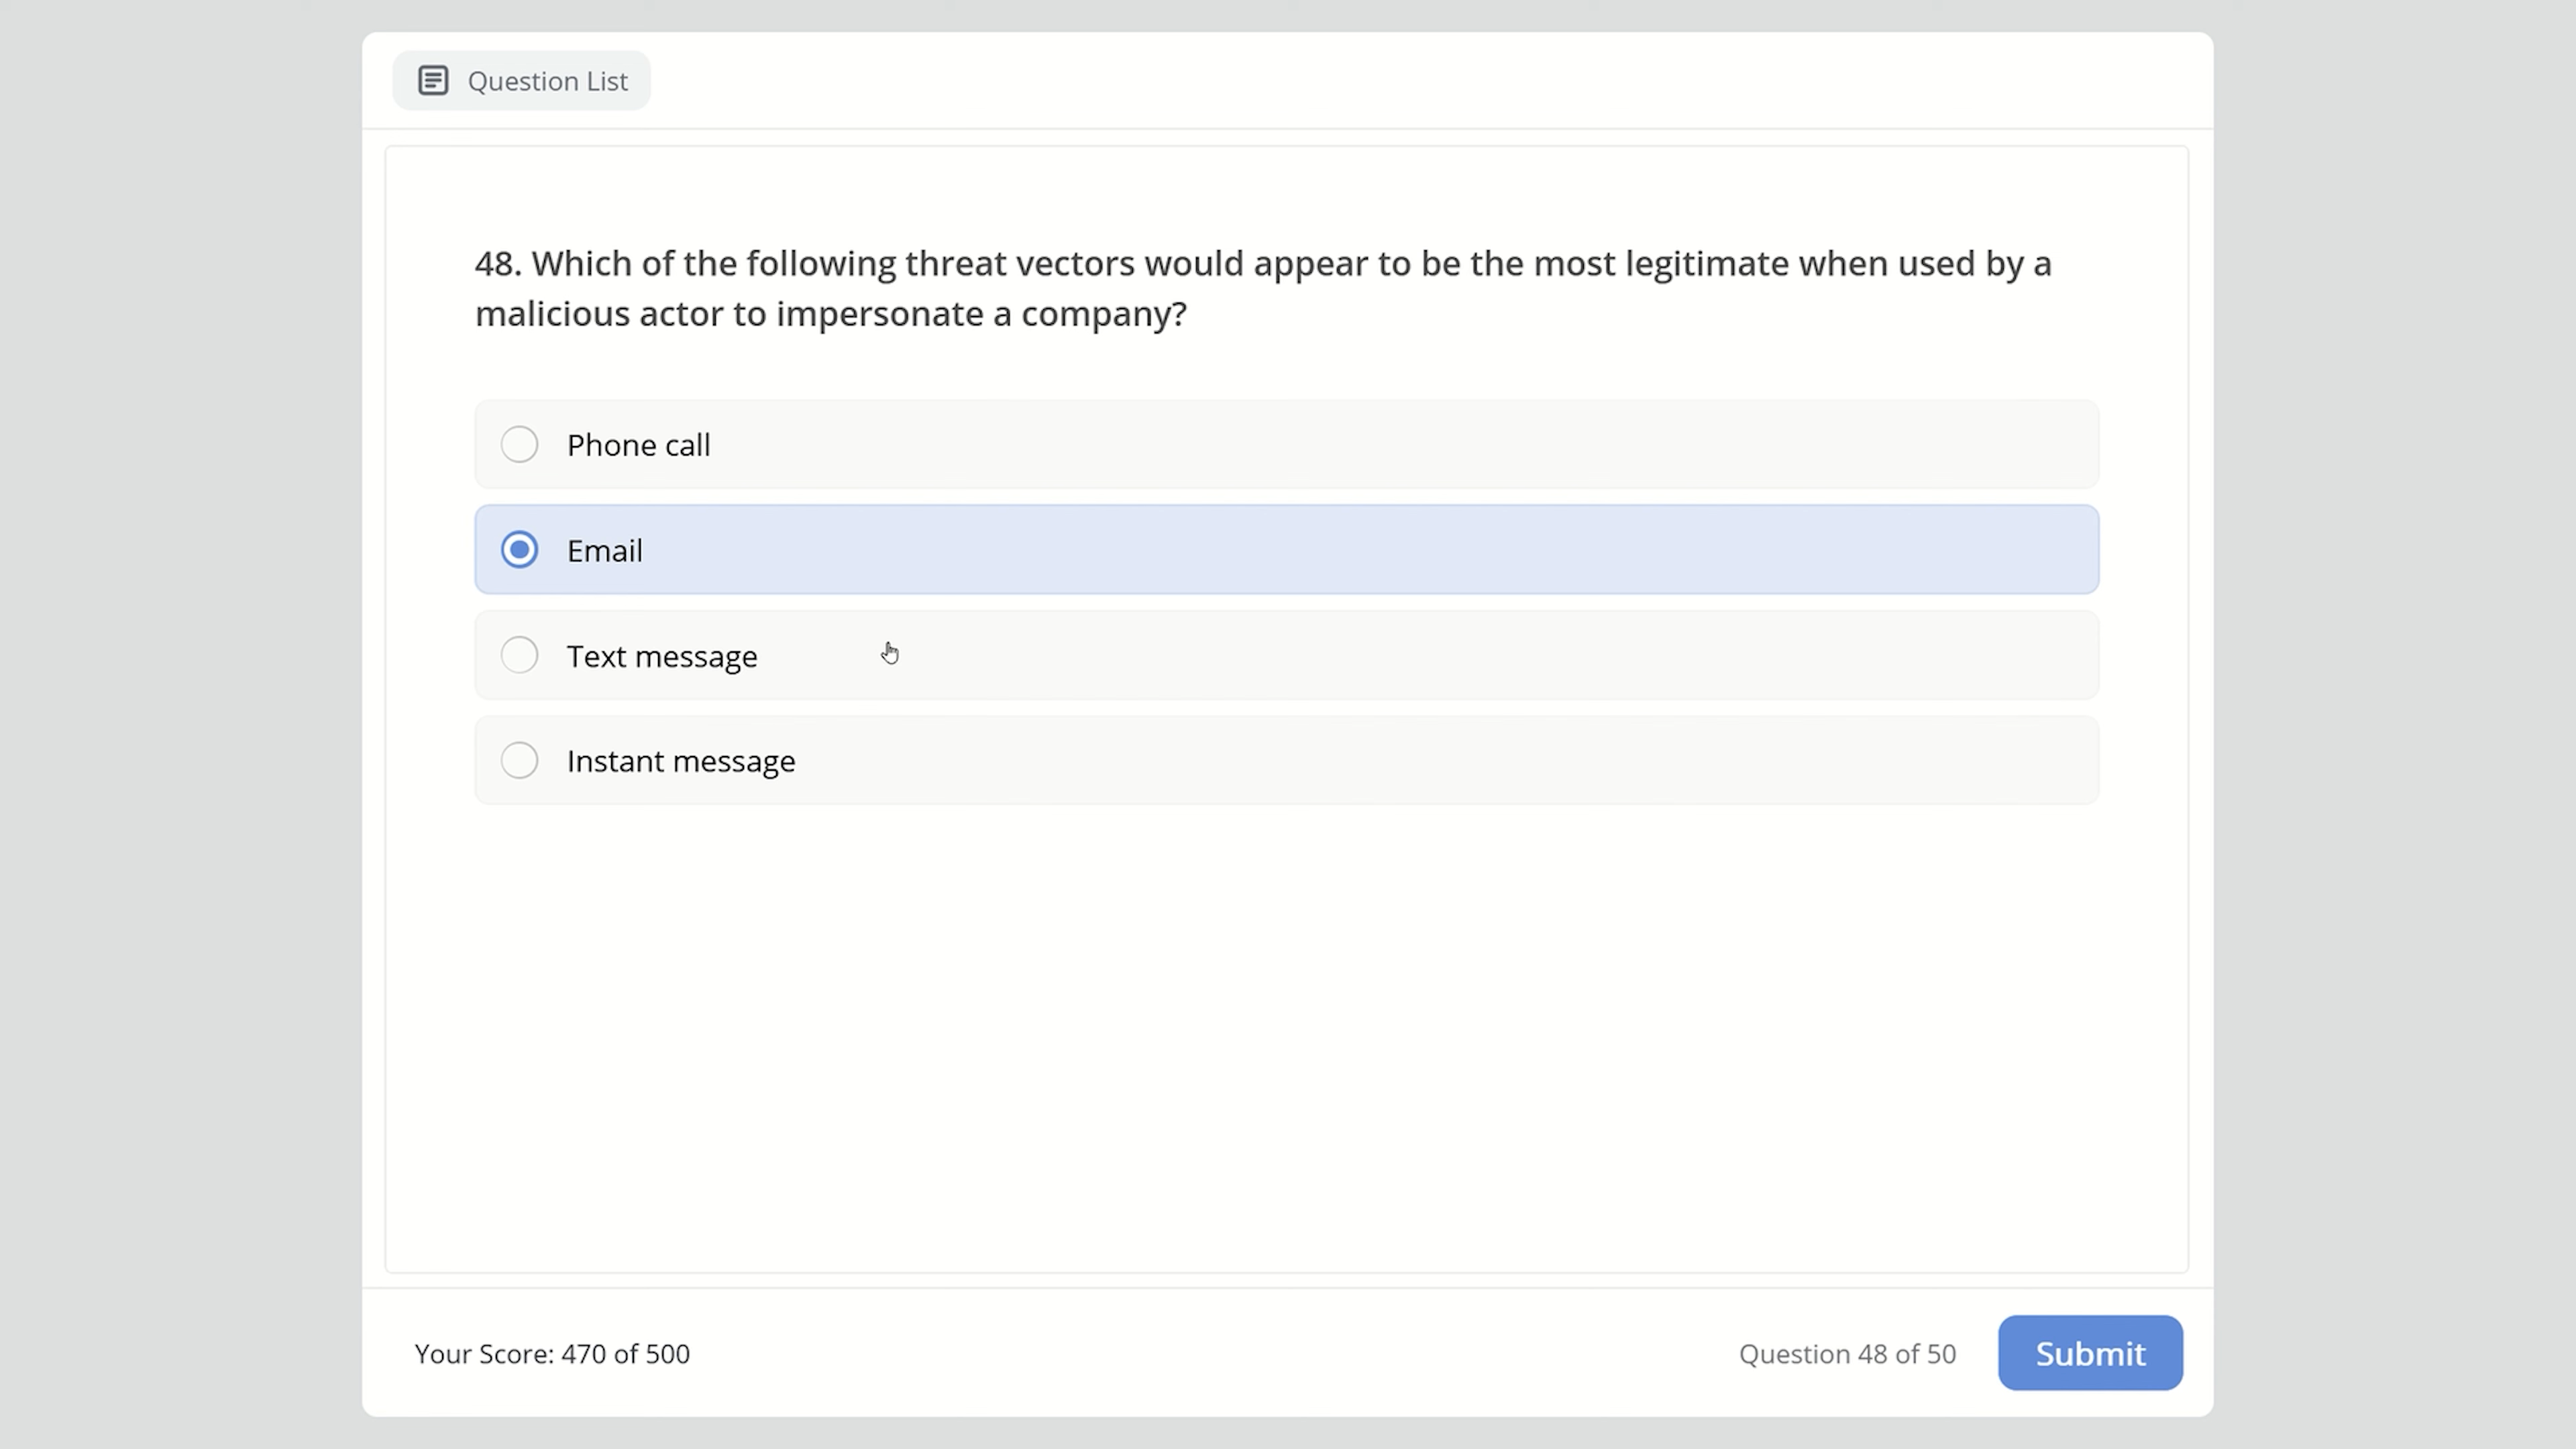 Question List
48. Which of the following threat vectors would appear to be the most legitimate when used by a
malicious actor to impersonate a company?
Phone call
Email
Text message
Instant message
Your Score: 470 of 500
Question 48 of 50
Submit